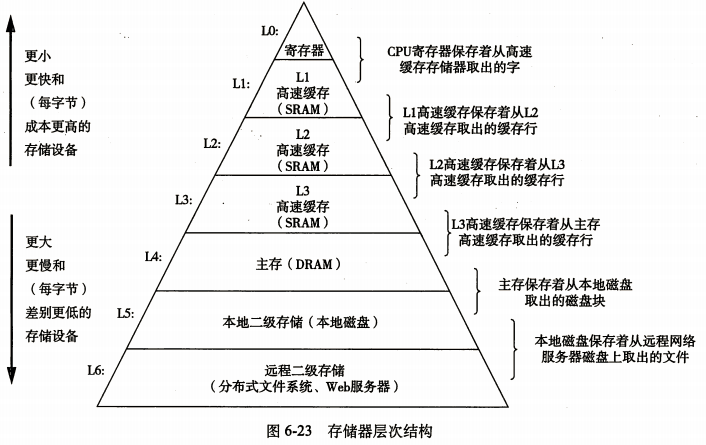 更小
更快和
（每字节）
成本更高的
存储设备
更大
更慢和
（每字节）
差别更低的
存储设备
L0:
寄存器
L1:
L1
高速缓存
(SRAM)
L2:
L2
高速缓存
(SRAM)
L3:
L3
高速缓存
(SRAM)
L4:
主存（DRAM）
L5:
本地二级存储（本地磁盘）
L6:
远程二级存储
（分布式文件系统、Web服务器）
CPU寄存器保存着从高速
缓存存储器取出的字
L1高速缓存保存着从L2
高速缓存取出的缓存行
L2高速缓存保存着从L3
高速缓存取出的缓存行
L3高速缓存保存着从主存
高速缓存取出的缓存行
主存保存着从本地磁盘
取出的磁盘块
本地磁盘保存着从远程网络
服务器磁盘上取出的文件
图 6-23 存储器层次结构